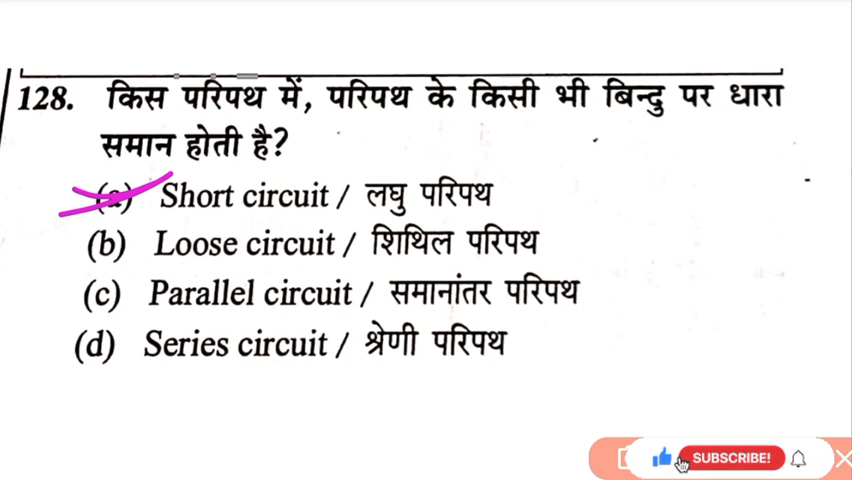 128. किस परिपथ में, परिपथ के किसी भी बिन्दु पर धारा
समान होती है?
(a) Short circuit / लघु परिपथ
(b) Loose circuit / शिथिल परिपथ
(c) Parallel circuit / समानांतर परिपथ
(d) Series circuit / श्रेणी परिपथ
SUBSCRIBE!